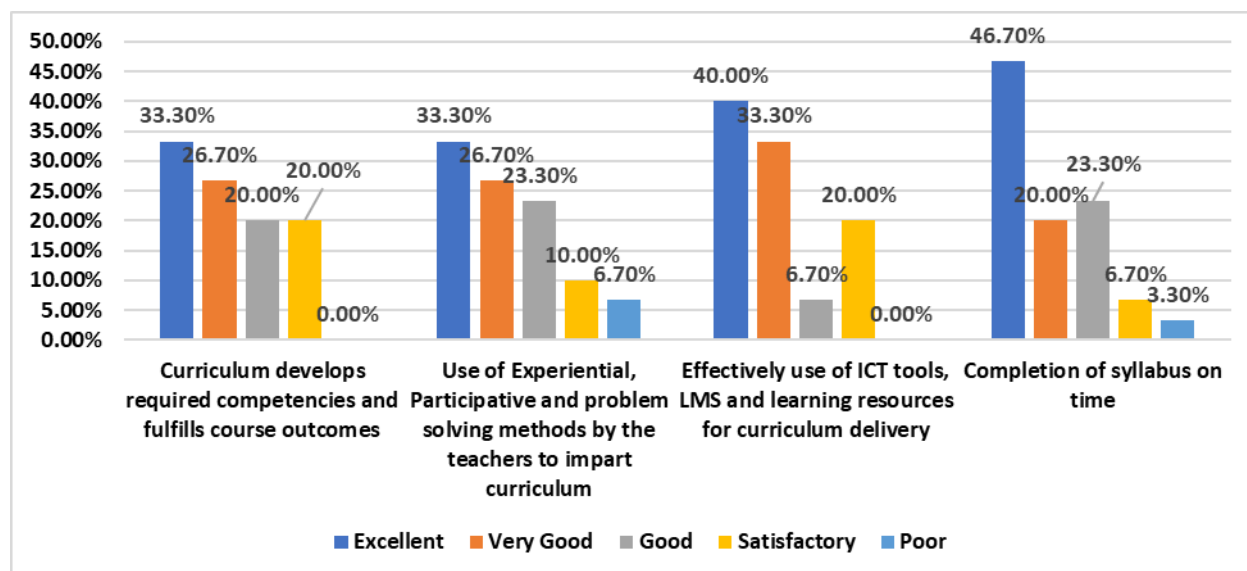 50.00%
45.00%
40.00%
35.00%
30.00%
25.00%
20.00%
15.00%
10.00%
5.00%
0.00%
33.30%
26.70%
20.00%
20.00%
0.00%
33.30%
26.70%
23.30%
10.00%
6.70%
40.00%
33.30%
6.70%
20.00%
0.00%
46.70%
20.00%
23.30%
6.70%
3.30%
Curriculum develops
required competencies and
fulfills course outcomes
Use of Experiential,
Participative and problem
solving methods by the
teachers to impart
curriculum
Effectively use of ICT tools,
LMS and learning resources
for curriculum delivery
Completion of syllabus on
time
Excellent Very Good Good Satisfactory Poor